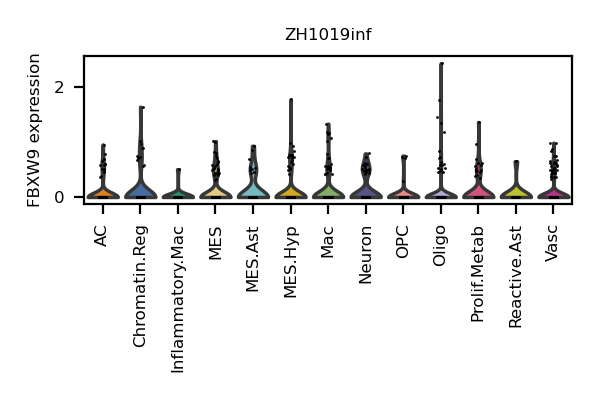 ZH1019inf
FBXW9 expression
2
0
AC
Chromatin.Reg
Inflammatory.Mac
MES
MES.Ast
MES.Hyp
Mac
Neuron
OPC
Oligo
Prolif.Metab
Reactive.Ast
Vasc